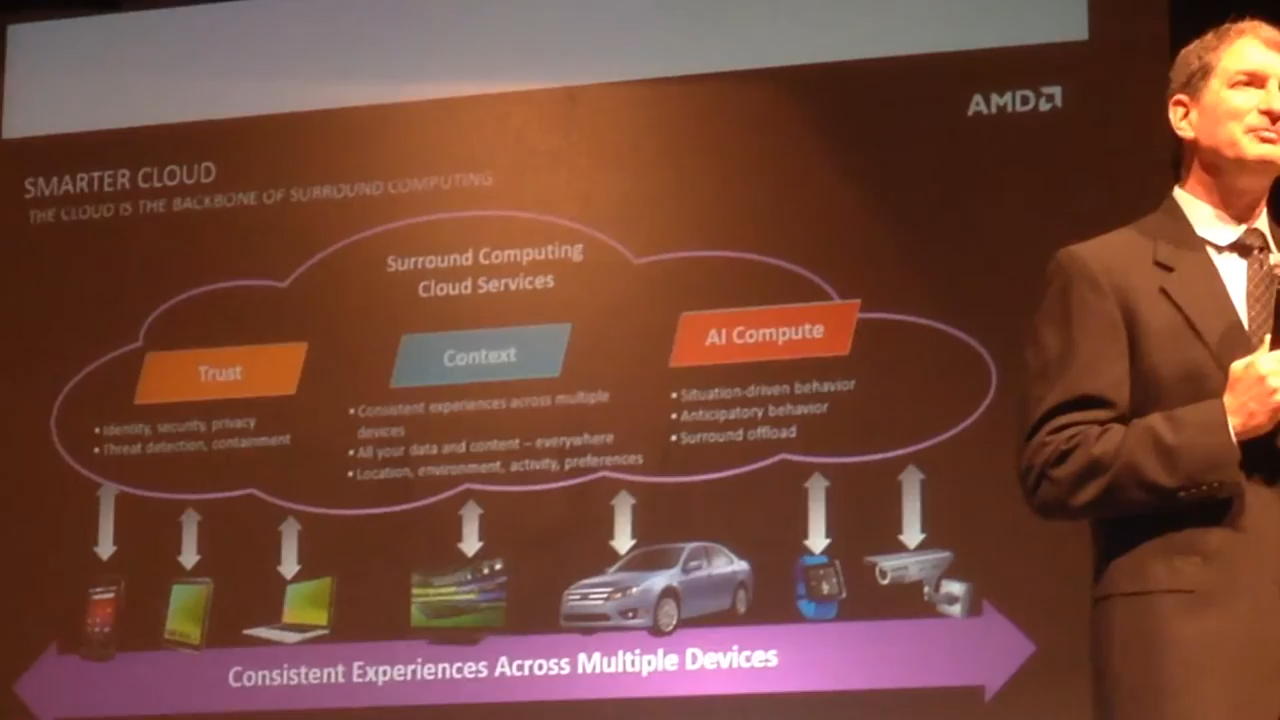 AMD
SMARTER CLOUD
THE CLOUD IS THE BACKBONE OF SURROUND COMPUTING
Surround Computing
Cloud Services
Trust
▪ Identity, security, privacy
▪ Threat detection, containment
Context
▪ Consistent experiences across multiple
devices
▪ All your data and content – everywhere
▪ Location, environment, activity, preferences
AI Compute
▪ Situation-driven behavior
▪ Anticipatory behavior
▪ Surround offload
Consistent Experiences Across Multiple Devices